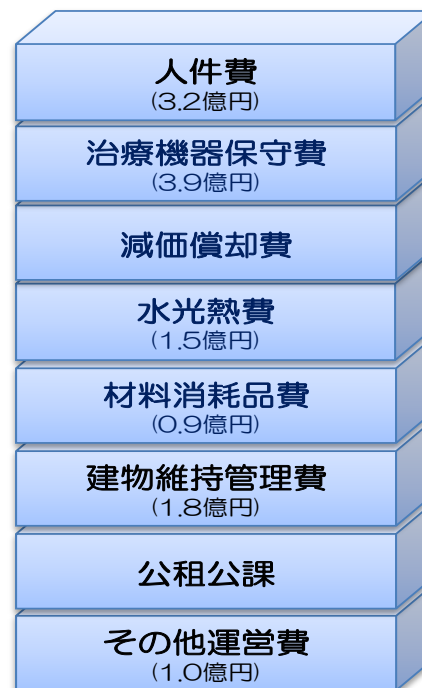 人件費
(3.2億円)
治療機器保守費
(3.9億円)
減価償却費
水光熱費
(1.5億円)
材料消耗品費
(0.9億円)
建物維持管理費
(1.8億円)
公租公課
その他運営費
(1.0億円)